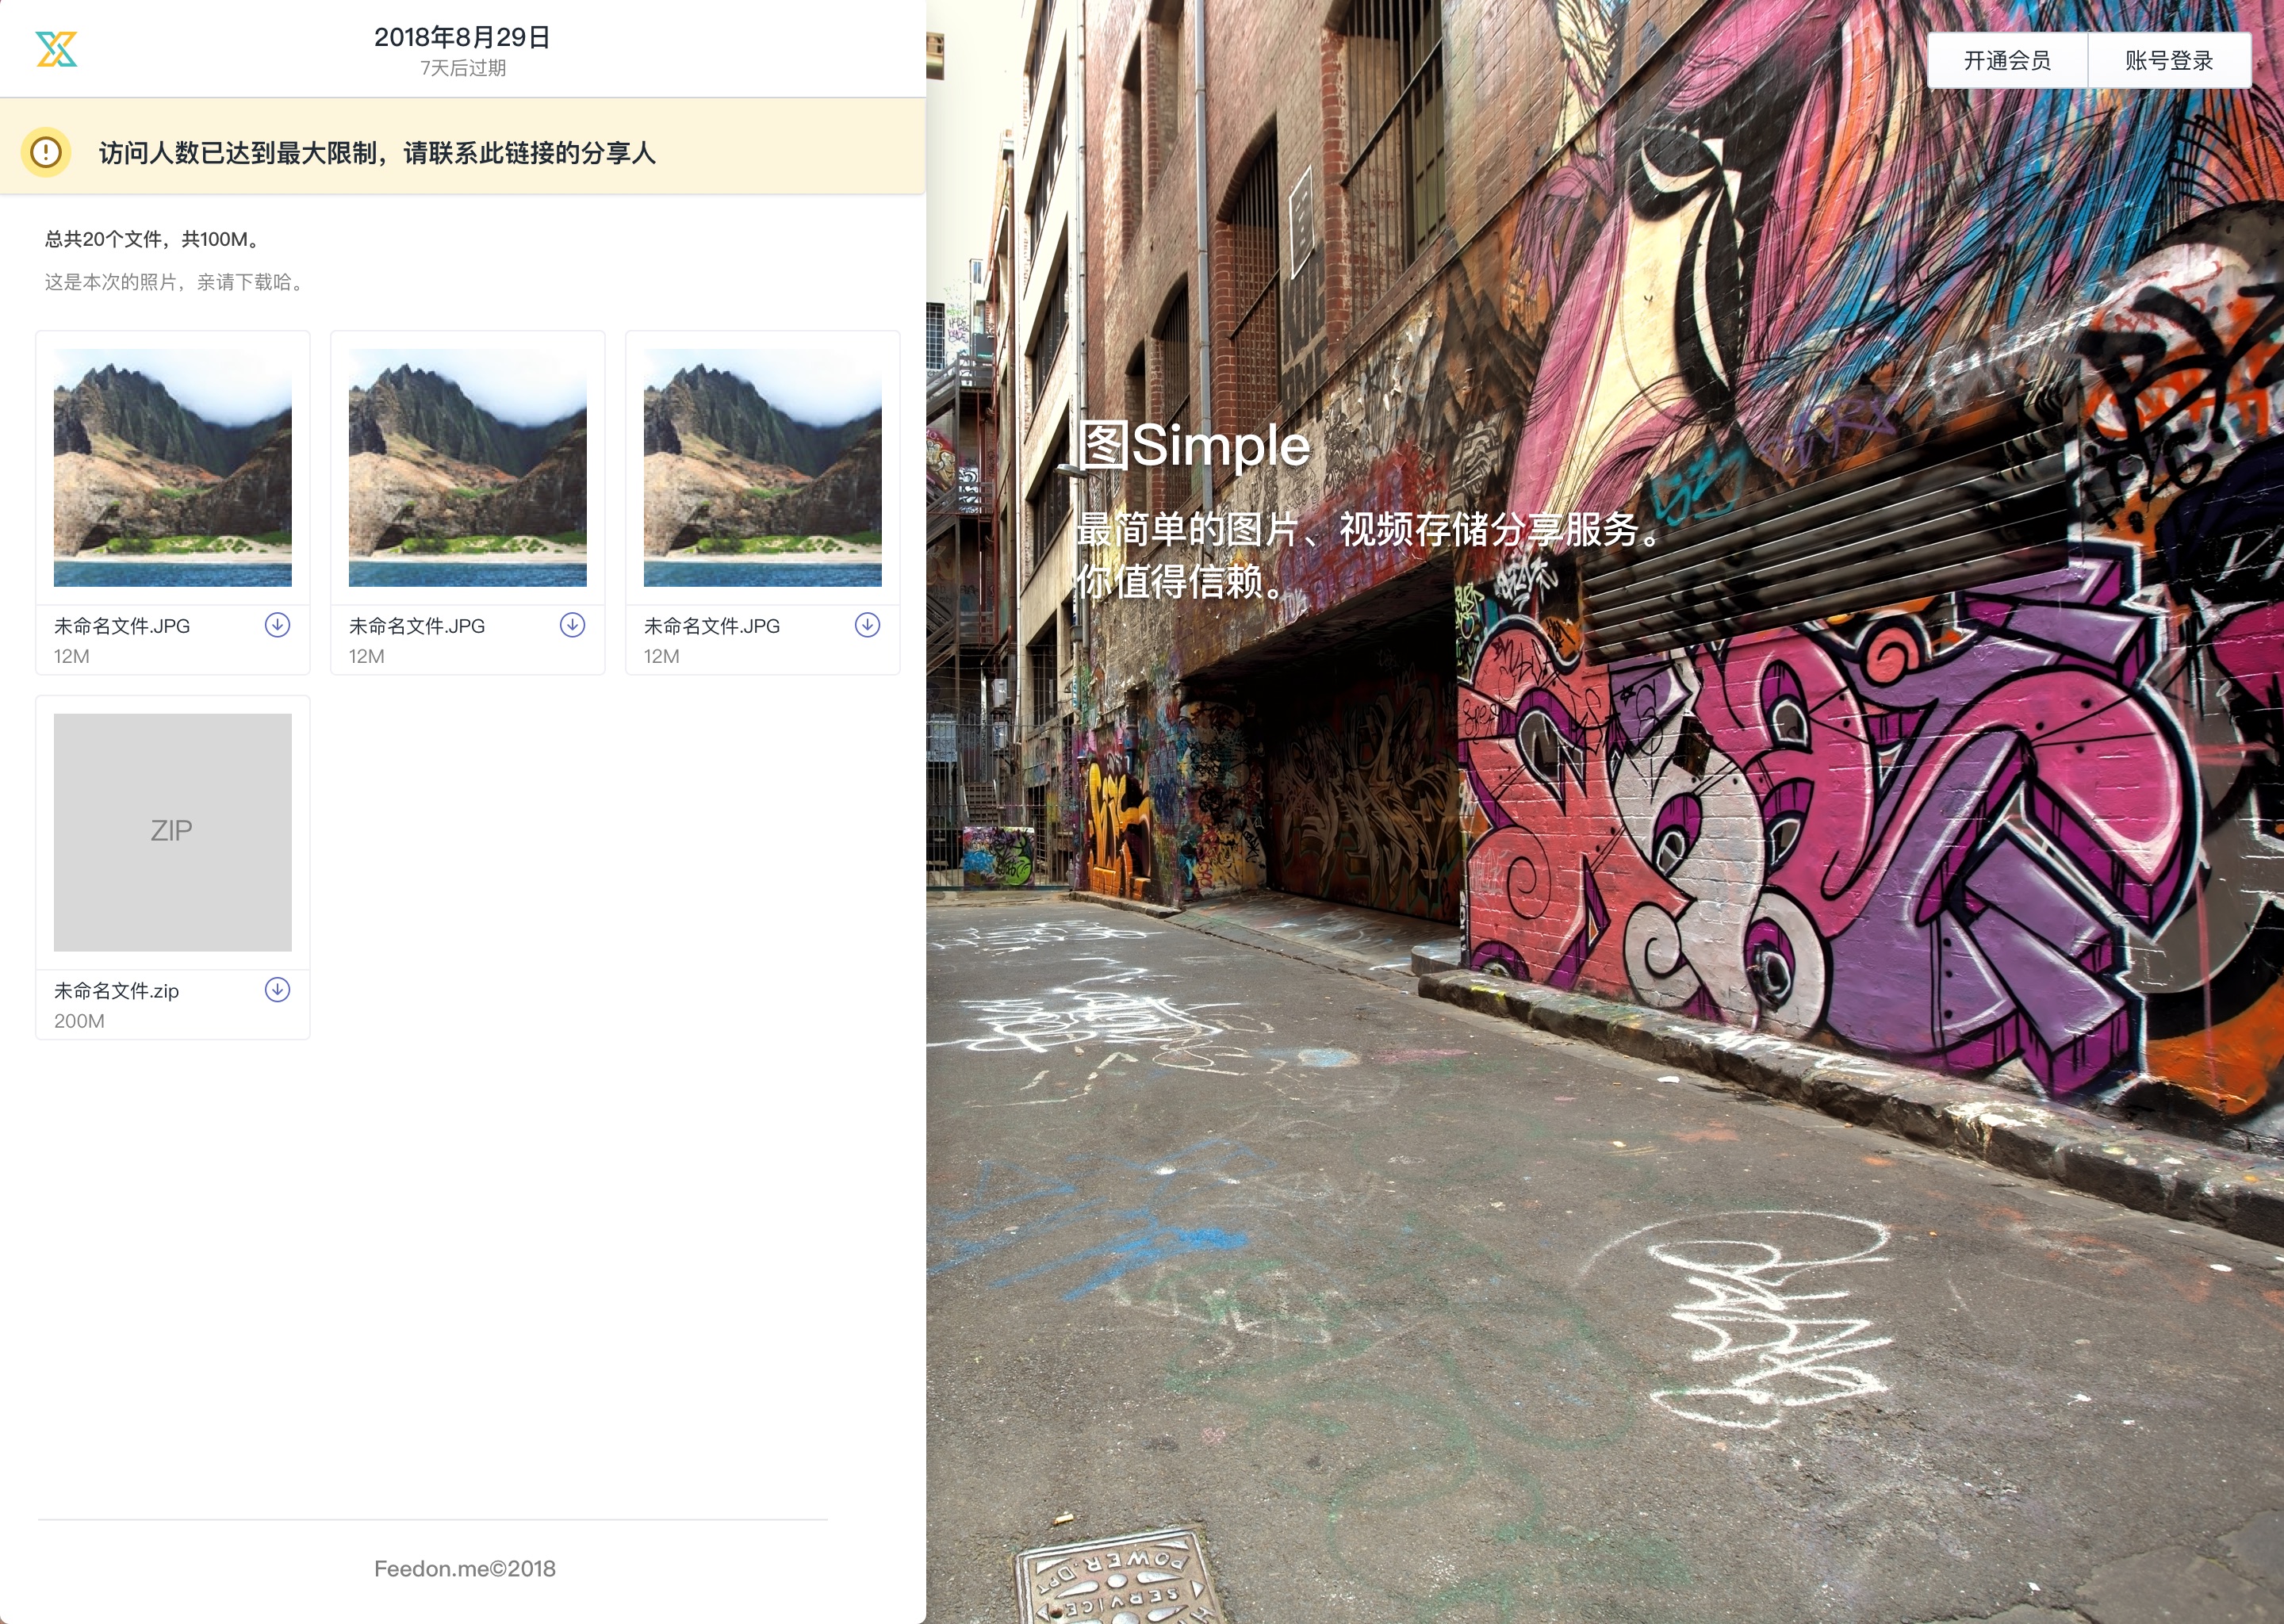 2018年8月29日
7天后过期
访问人数已达到最大限制，请联系此链接的分享人
总共20个文件，共100M。
这是本次的照片，亲请下载哈。
未命名文件.JPG
12M
未命名文件.JPG
12M
未命名文件.JPG
12M
ZIP
未命名文件.zip
200M
Feedon.me©2018
开通会员
账号登录
图Simple
最简单的图片、视频存储分享服务。
你值得信赖。
POWER.DPT
SERVICE